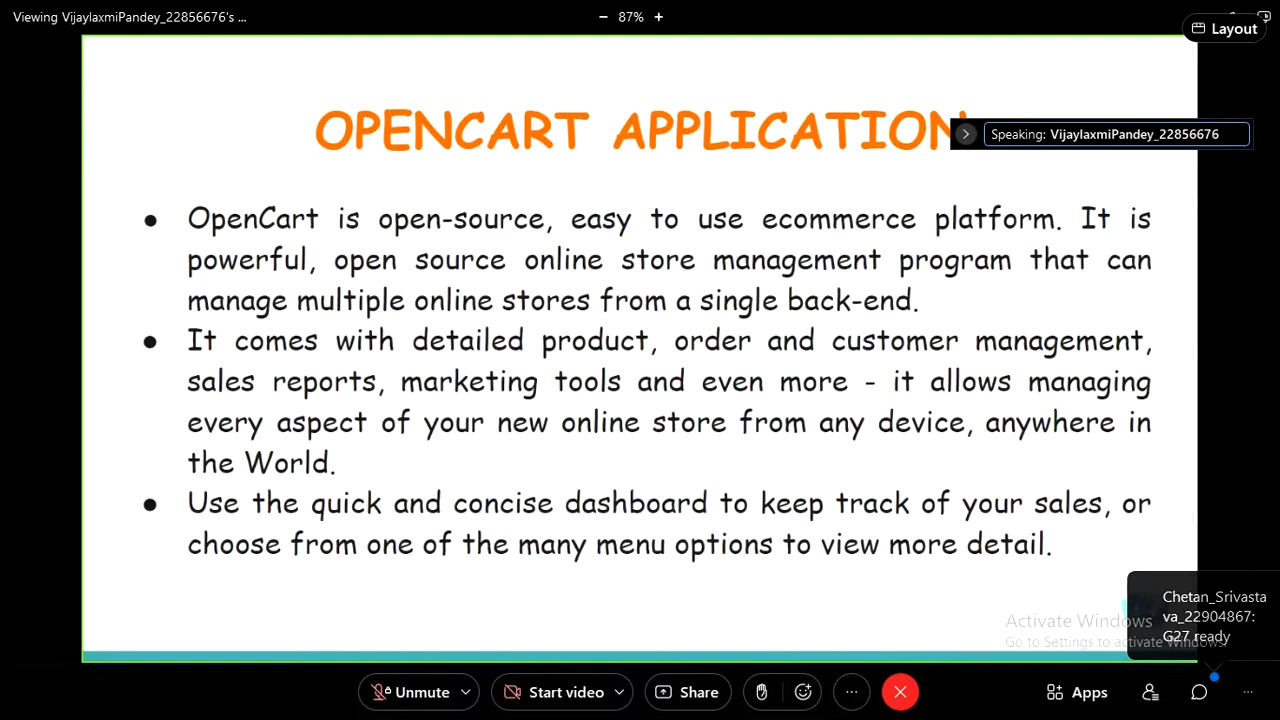 Viewing VijaylaxmiPandey_22856676's ...
87%
Layout
OPENCART APPLICATION
Speaking: VijaylaxmiPandey_22856676
● OpenCart is open-source, easy to use ecommerce platform. It is
powerful, open source online store management program that can
manage multiple online stores from a single back-end.
● It comes with detailed product, order and customer management,
sales reports, marketing tools and even more - it allows managing
every aspect of your new online store from any device, anywhere in
the World.
● Use the quick and concise dashboard to keep track of your sales, or
choose from one of the many menu options to view more detail.
Chetan_Srivasta
va_22904867:
G27 ready
Activate Windows
Go to Settings to activate Windows.
Unmute
Start video
Share
Apps